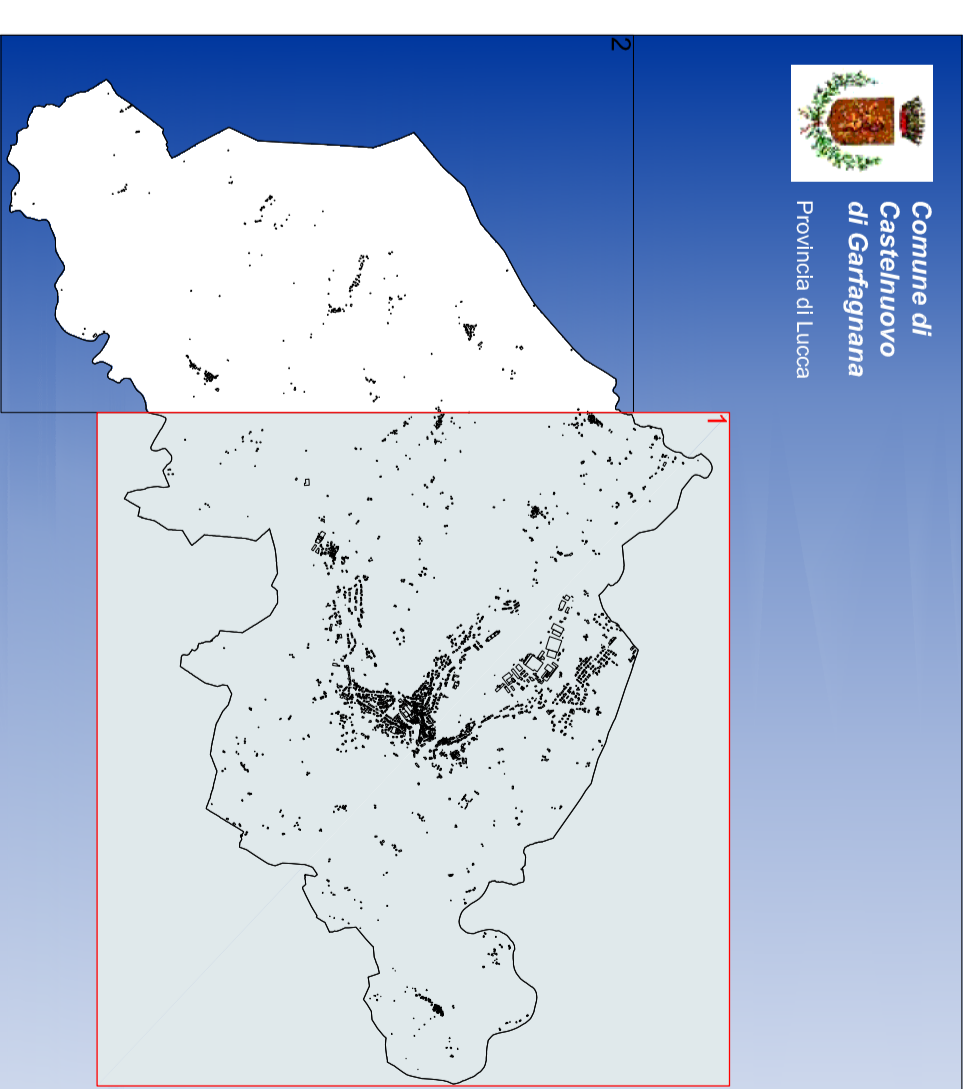 Comune di
Castelnuovo
di Garfagnana
Provincia di Lucca
2
1